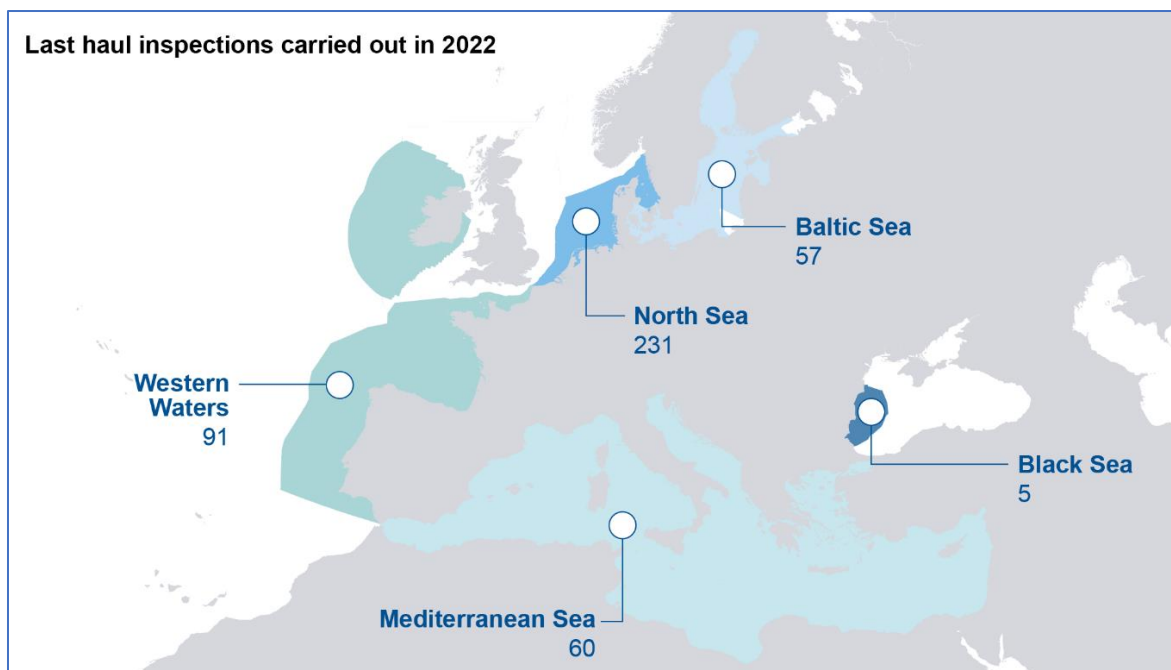 Last haul inspections carried out in 2022
Baltic Sea
57
North Sea
231
Western
Waters
91
Black Sea
5
Mediterranean Sea
60